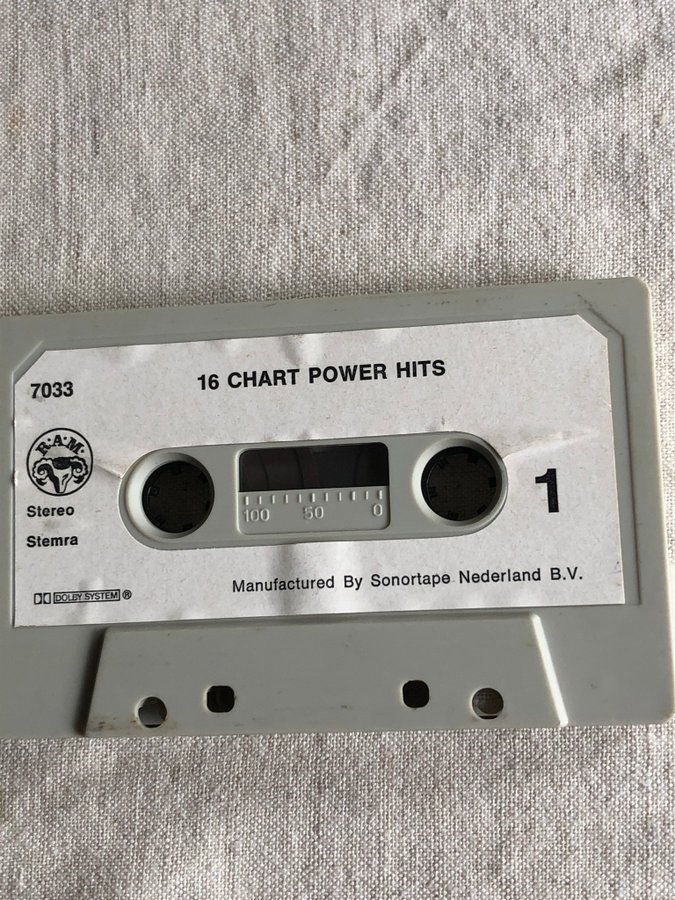 7033
16 CHART POWER HITS
R.A.M.
Stereo
Stemra
100 50 0
1
Manufactured By Sonortape Nederland B.V.
DOLBY SYSTEM ®